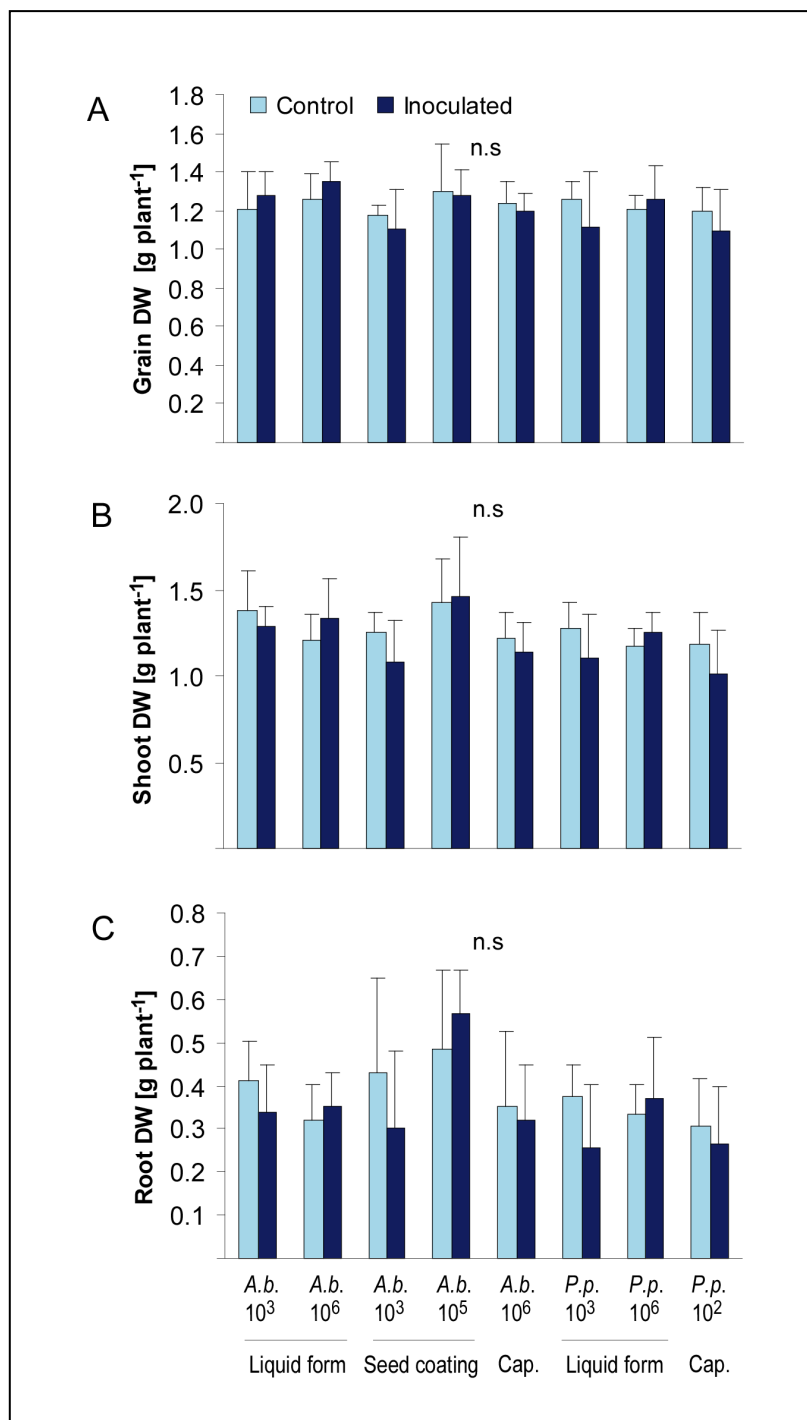 A
1.8
Control
Inoculated
1.6
n.s
1.4
1.2
1.0
0.8
0.6
0.4
0.2
Grain DW [g plant⁻¹]
B
2.0
n.s
1.5
1.0
0.5
Shoot DW [g plant⁻¹]
C
0.8
n.s
0.7
0.6
0.5
0.4
0.3
0.2
0.1
Root DW [g plant⁻¹]
A.b. A.b. A.b. A.b. A.b. P.p. P.p. P.p.
10³ 10⁶ 10³ 10⁵ 10⁶ 10³ 10⁶ 10²
Liquid form Seed coating Cap. Liquid form Cap.